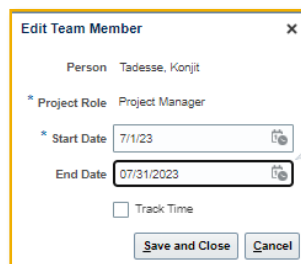 Edit Team Member
Person Tadesse, Konjit
* Project Role Project Manager
* Start Date 7/1/23
End Date 07/31/2023
Track Time
Save and Close Cancel